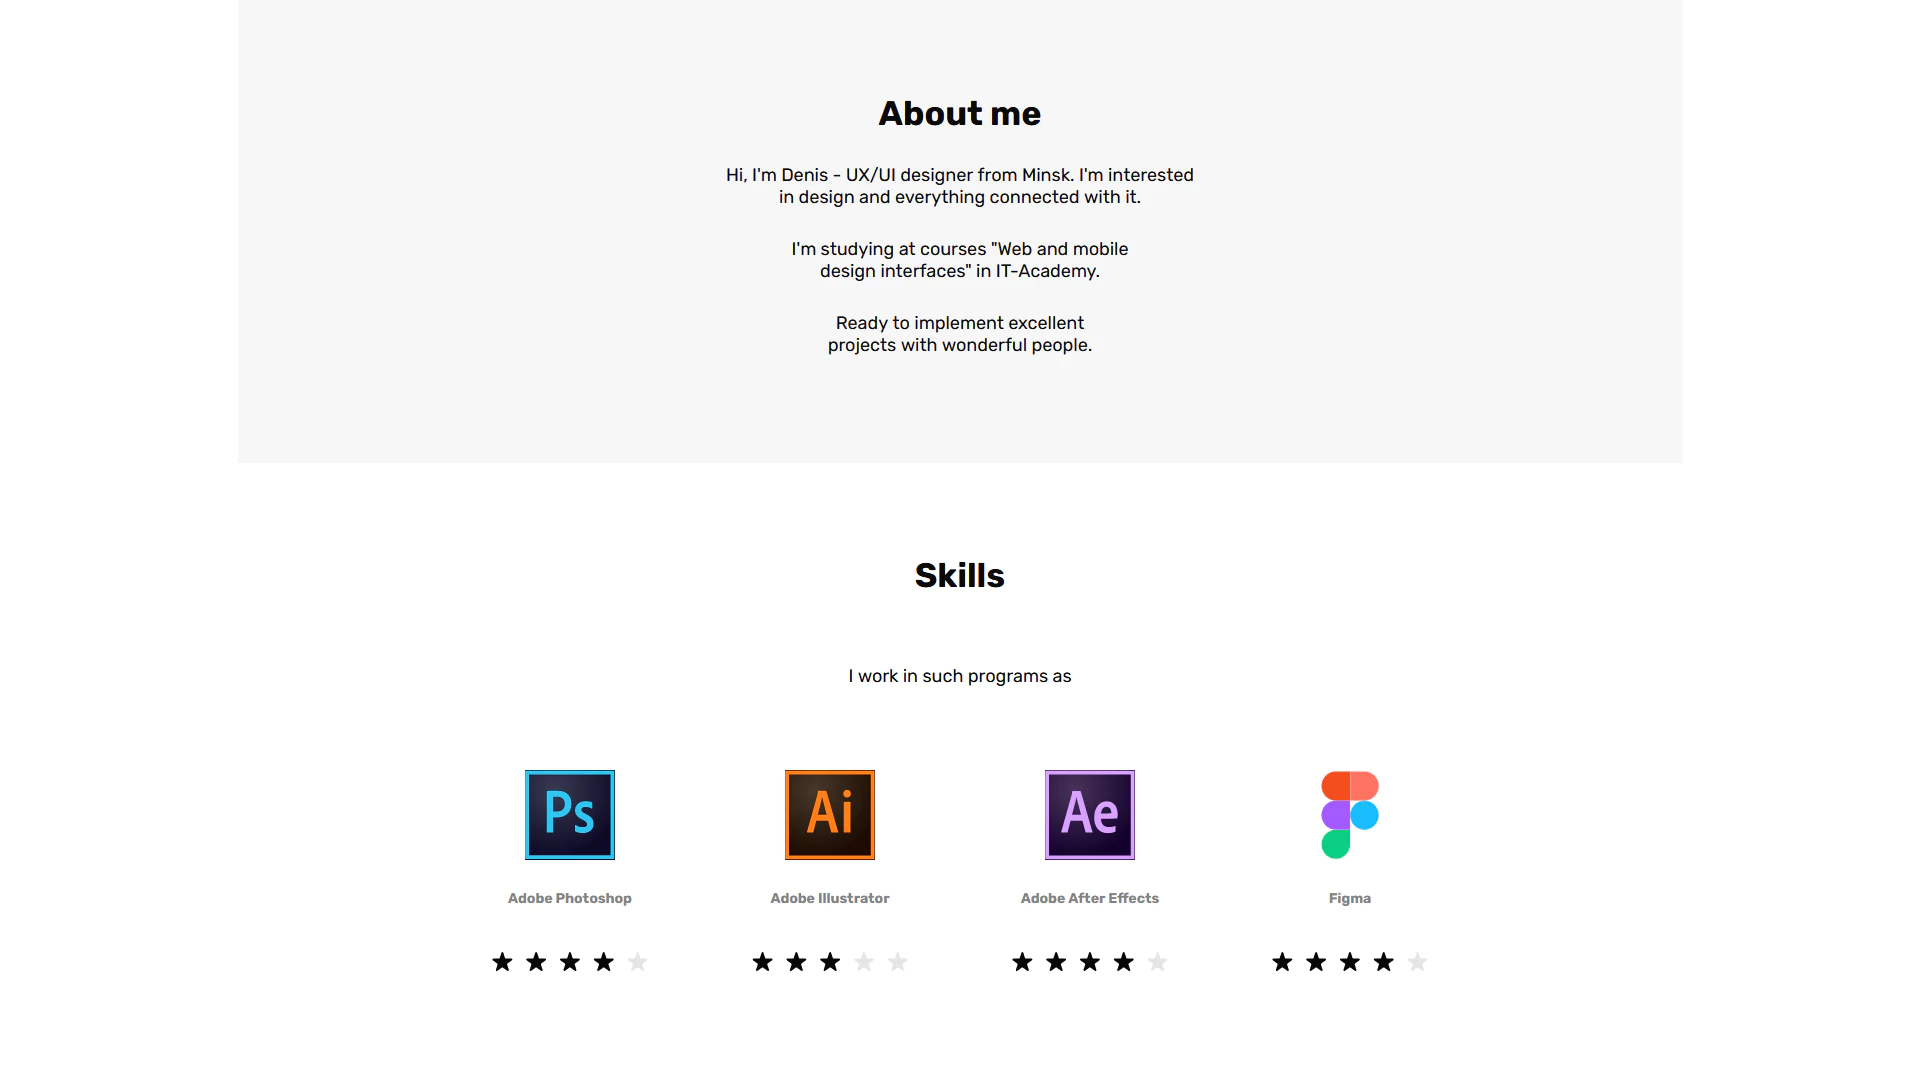 About me
Hi, I'm Denis - UX/UI designer from Minsk. I'm interested
in design and everything connected with it.
I'm studying at courses "Web and mobile
design interfaces" in IT-Academy.
Ready to implement excellent
projects with wonderful people.
Skills
I work in such programs as
Ps
Ai
Ae
Adobe Photoshop
Adobe Illustrator
Adobe After Effects
Figma